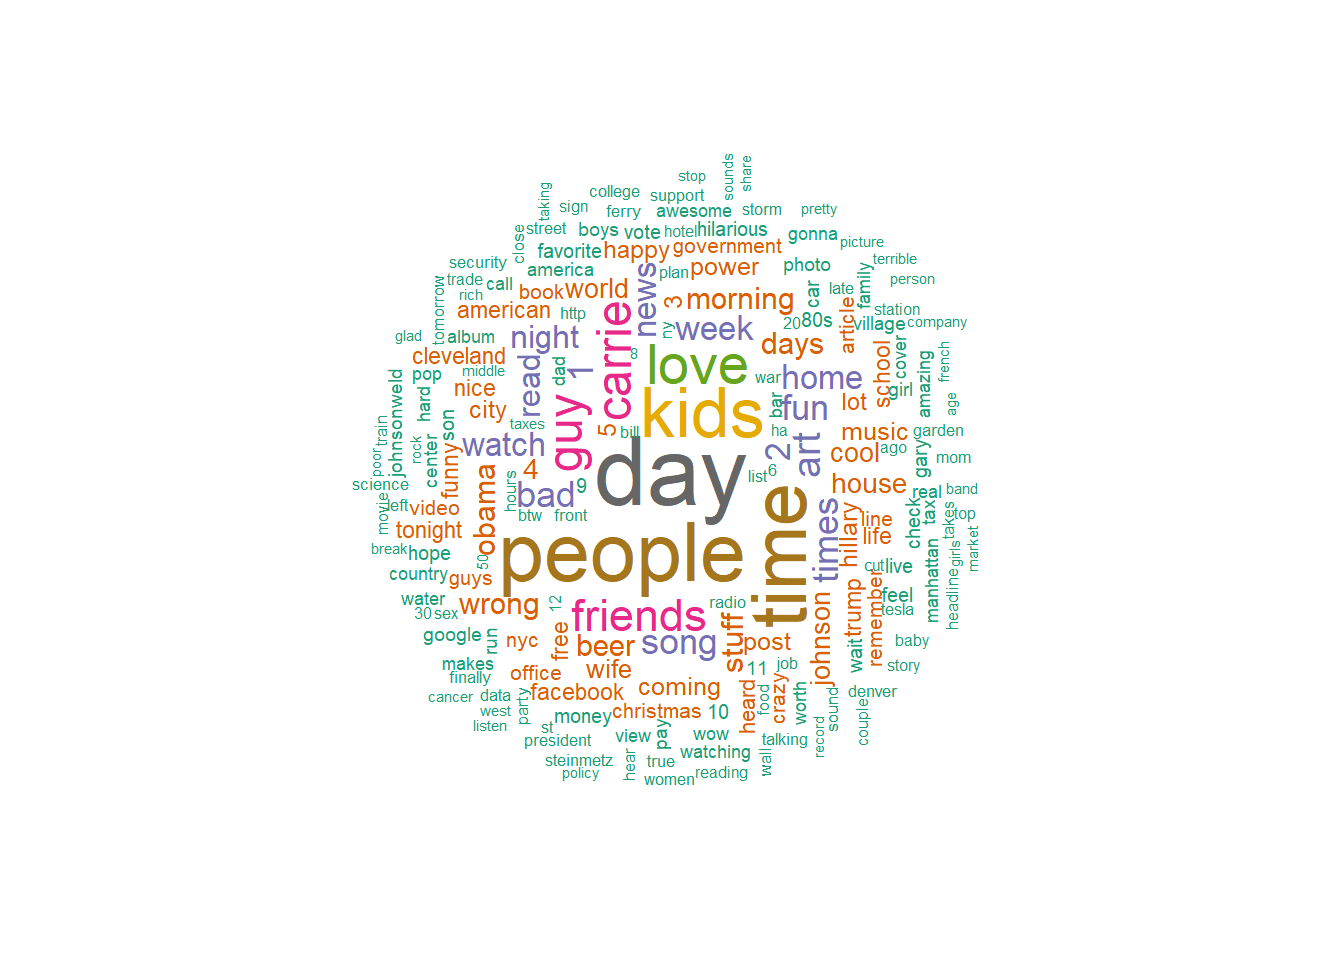 stop
sounds
share
college
support
taking
sign
ferry
awesome
storm
pretty
street
boys
vote
hotel
hilarious
gonna
close
favorite
happy
government
picture
security
america
plan
power
photo
terrible
trade
call
book
world
news
3
morning
car
late
family
person
rich
tomorrow
american
http
carrie
ny
week
20
80s
article
village
station
company
glad
album
night
8
days
cleveland
middle
dad
1
love
war
home
school
cover
french
pop
nice
read
girl
amazing
age
johnsonweld
hard
city
taxes
guy
5
bill
kids
bar
fun
lot
garden
train
rock
son
watch
ha
2
art
music
cool
ago
gary
mom
poor
center
funny
4
day
list
6
science
left
movie
video
obama
hours
bad
9
house
real
band
tax
takes
top
tonight
btw
front
people
time
times
hillary
line
life
check
break
hope
50
cut
live
manhattan
headline
girls
market
country
guys
feel
water
wrong
12
friends
radio
trump
remember
tesla
30
sex
google
run
nyc
free
beer
song
stuff
post
johnson
wait
baby
makes
finally
office
wife
11
job
story
cancer
data
facebook
coming
heard
food
crazy
worth
denver
west
party
money
christmas
10
sound
couple
listen
st
view
pay
wow
talking
record
president
watching
wall
steinmetz
hear
true
policy
women
reading